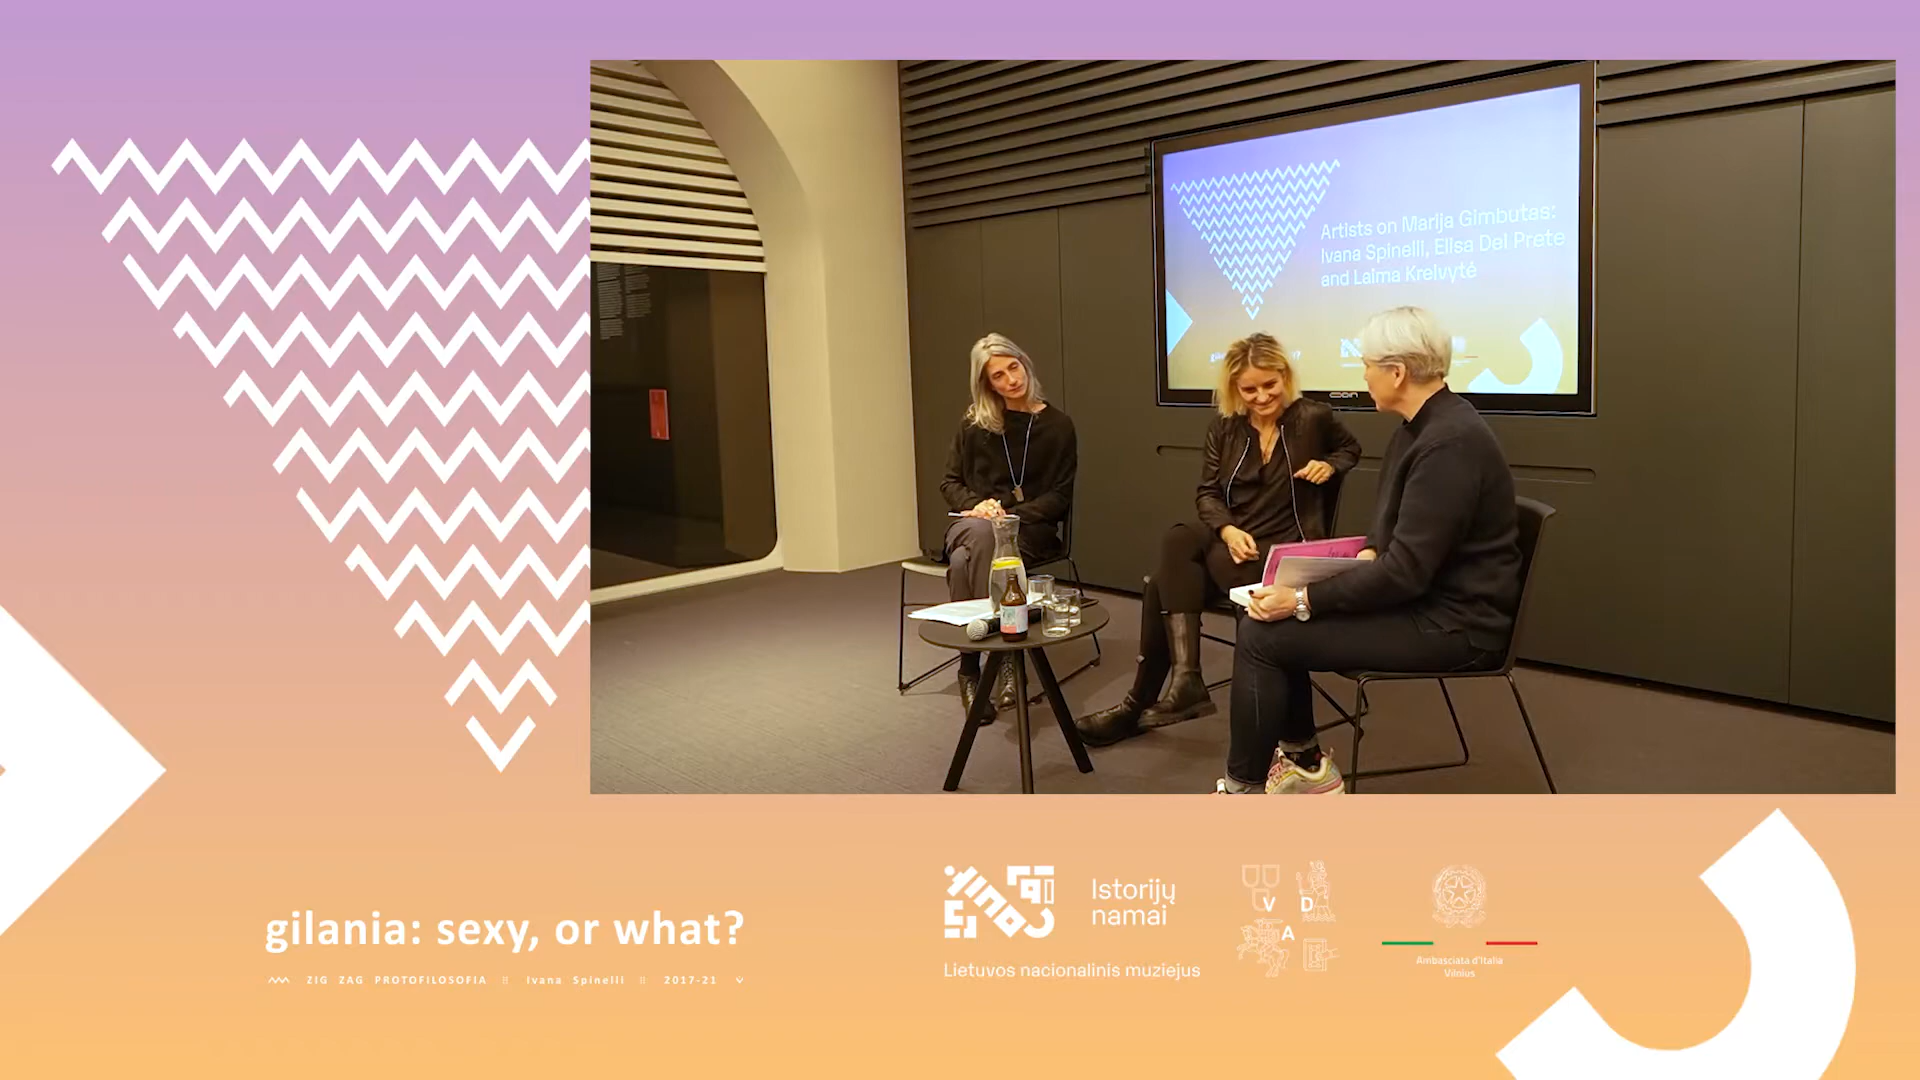 Artists on Marija Gimbutas:
Ivana Spinelli, Elisa Del Prete
and Laima Kreivytė
gilania: sexy, or what?
ZIG ZAG PROTOFILOSOFIA :: Ivana Spinelli :: 2017-21
Istorijų
namai
Lietuvos nacionalinis muziejus
V D
A
Ambasciata d'Italia
Vilnius